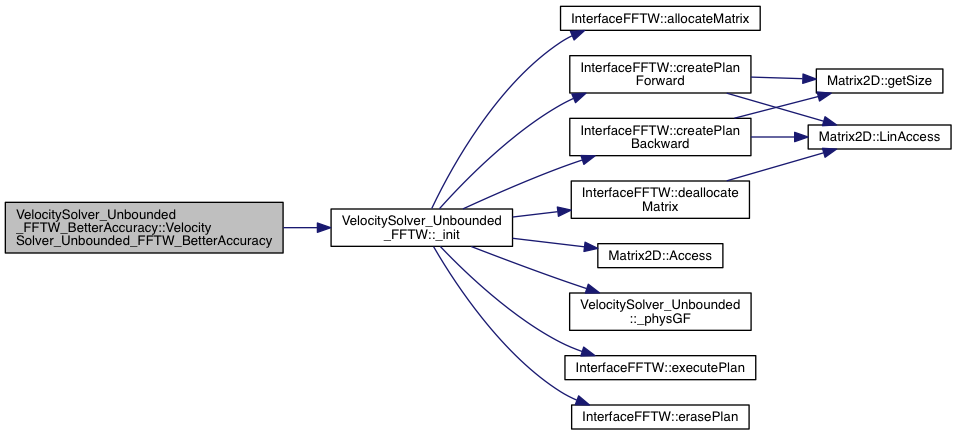 VelocitySolver_Unbounded
_FFTW_BetterAccuracy::Velocity
Solver_Unbounded_FFTW_BetterAccuracy
VelocitySolver_Unbounded
_FFTW::_init
InterfaceFFTW::allocateMatrix
InterfaceFFTW::createPlan
Forward
InterfaceFFTW::createPlan
Backward
InterfaceFFTW::deallocate
Matrix
Matrix2D::Access
VelocitySolver_Unbounded
::_physGF
InterfaceFFTW::executePlan
InterfaceFFTW::erasePlan
Matrix2D::getSize
Matrix2D::LinAccess